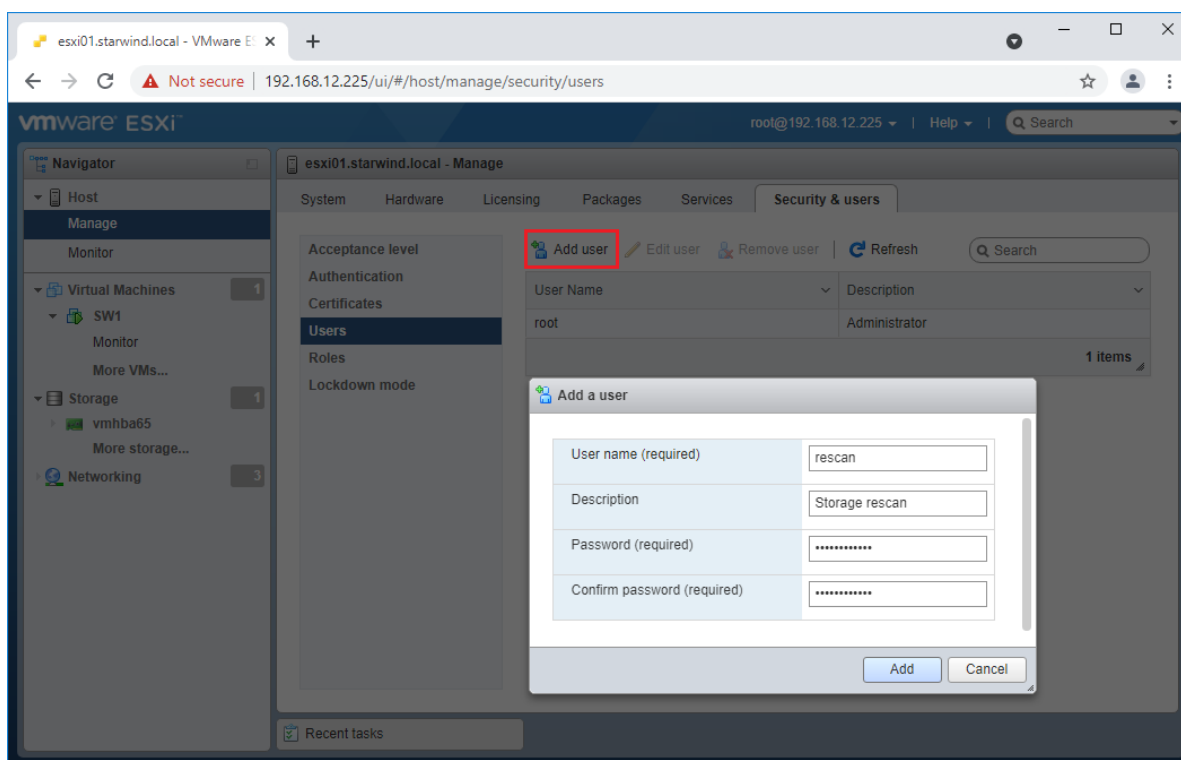 esxi01.starwind.local - VMware E
Not secure | 192.168.12.225/ui/#/host/manage/security/users
vmware ESXi™
root@192.168.12.225 | Help | Search
Navigator
esxi01.starwind.local - Manage
Host
System Hardware Licensing Packages Services Security & users
Manage
Monitor
Acceptance level
Add user Edit user Remove user | Refresh Search
Authentication
Virtual Machines 1
User Name Description
Certificates
SW1
Users
root Administrator
Monitor
Roles
1 items
More VMs...
Lockdown mode
Storage 1
Add a user
vmhba65
More storage...
User name (required) rescan
Networking 3
Description Storage rescan
Password (required) ••••••••••••
Confirm password (required) ••••••••••••
Add Cancel
Recent tasks